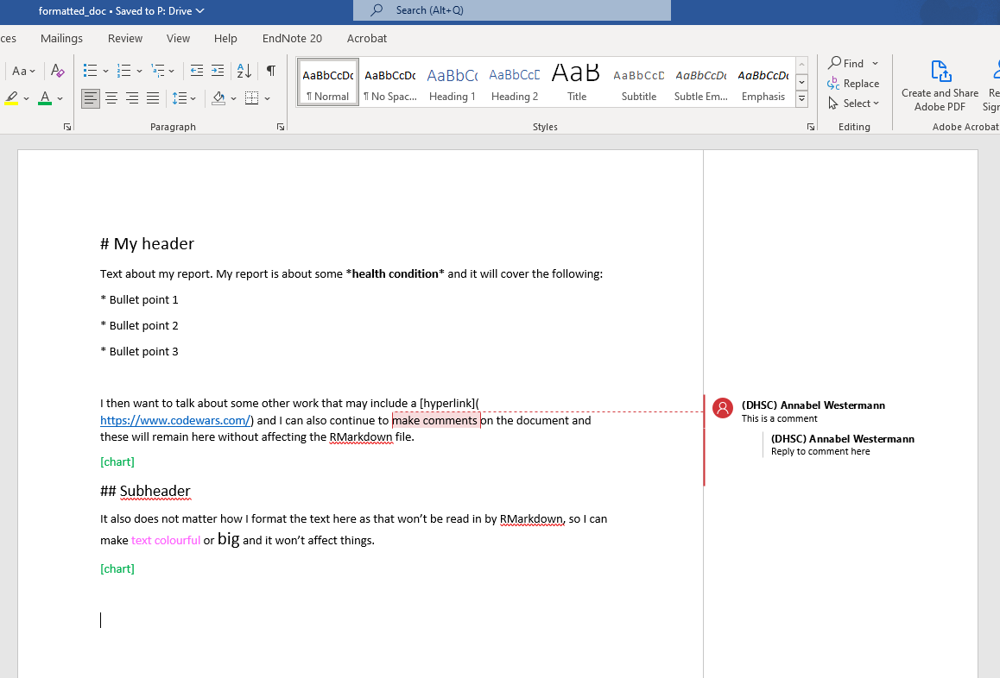 formatted_doc • Saved to P: Drive
Search (Alt+Q)
ces Mailings Review View Help EndNote 20 Acrobat
Aa
AaBbCcDc AaBbCcDc AaBbCc AaBbCcD AaB AaBbCcD AaBbCcDc AaBbCcDc
¶ Normal ¶ No Spac... Heading 1 Heading 2 Title Subtitle Subtle Em... Emphasis
Find
Replace
Select
Create and Share
Adobe PDF
Re
Sign
Paragraph Styles Editing Adobe Acrobat
# My header
Text about my report. My report is about some *health condition* and it will cover the following:
* Bullet point 1
* Bullet point 2
* Bullet point 3
I then want to talk about some other work that may include a [hyperlink](
https://www.codewars.com/) and I can also continue to make comments on the document and
these will remain here without affecting the RMarkdown file.
[chart]
## Subheader
It also does not matter how I format the text here as that won’t be read in by RMarkdown, so I can
make text colourful or big and it won’t affect things.
[chart]
(DHSC) Annabel Westermann
This is a comment
(DHSC) Annabel Westermann
Reply to comment here